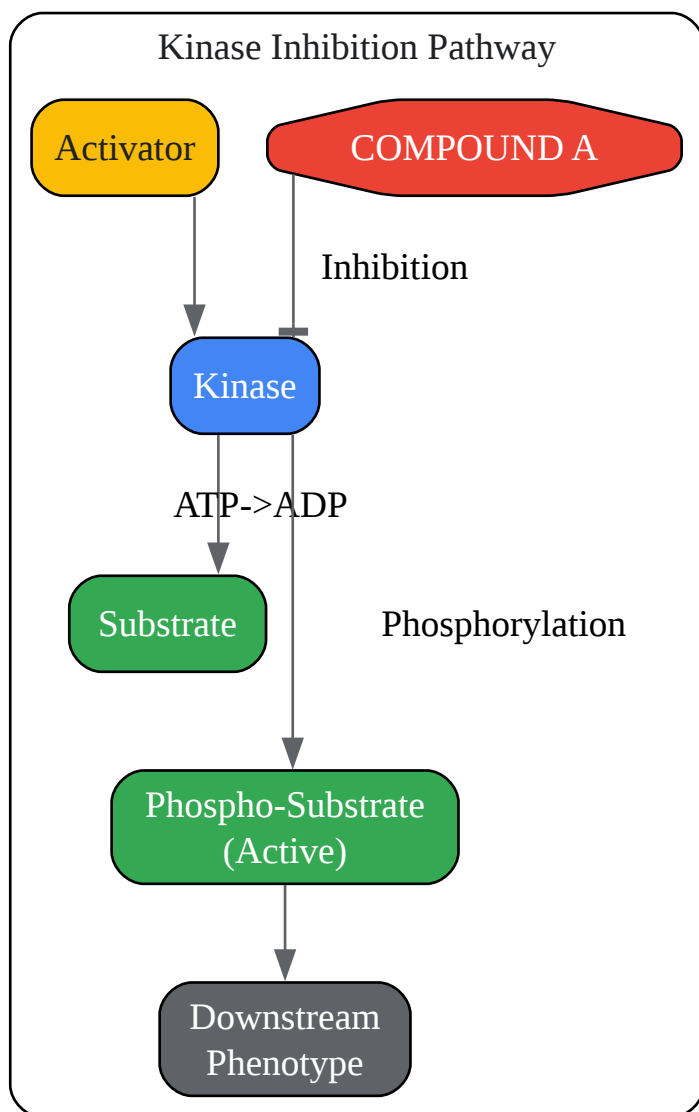 Kinase Inhibition Pathway
Activator
COMPOUND A
Inhibition
Kinase
ATP->ADP
Substrate
Phosphorylation
Phospho-Substrate
(Active)
Downstream
Phenotype